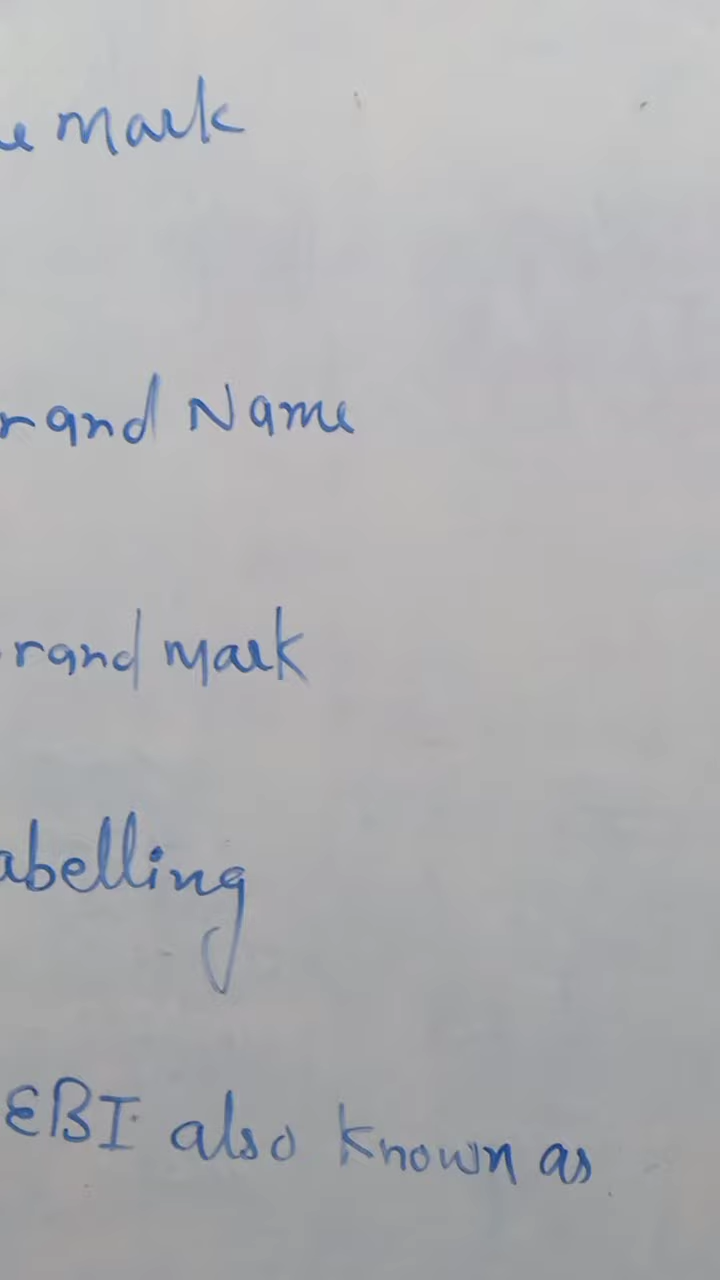 e mark
rand Name
rand mark
abelling
EBI also known as